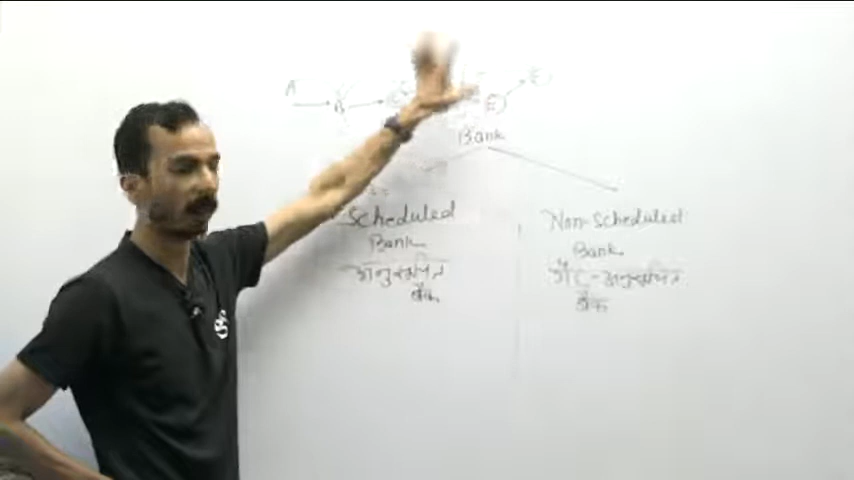 A B
Bank
Scheduled
Bank
अनुसूचित
बैंक
Non-Scheduled
Bank
गैर-अनुसूचित
बैंक